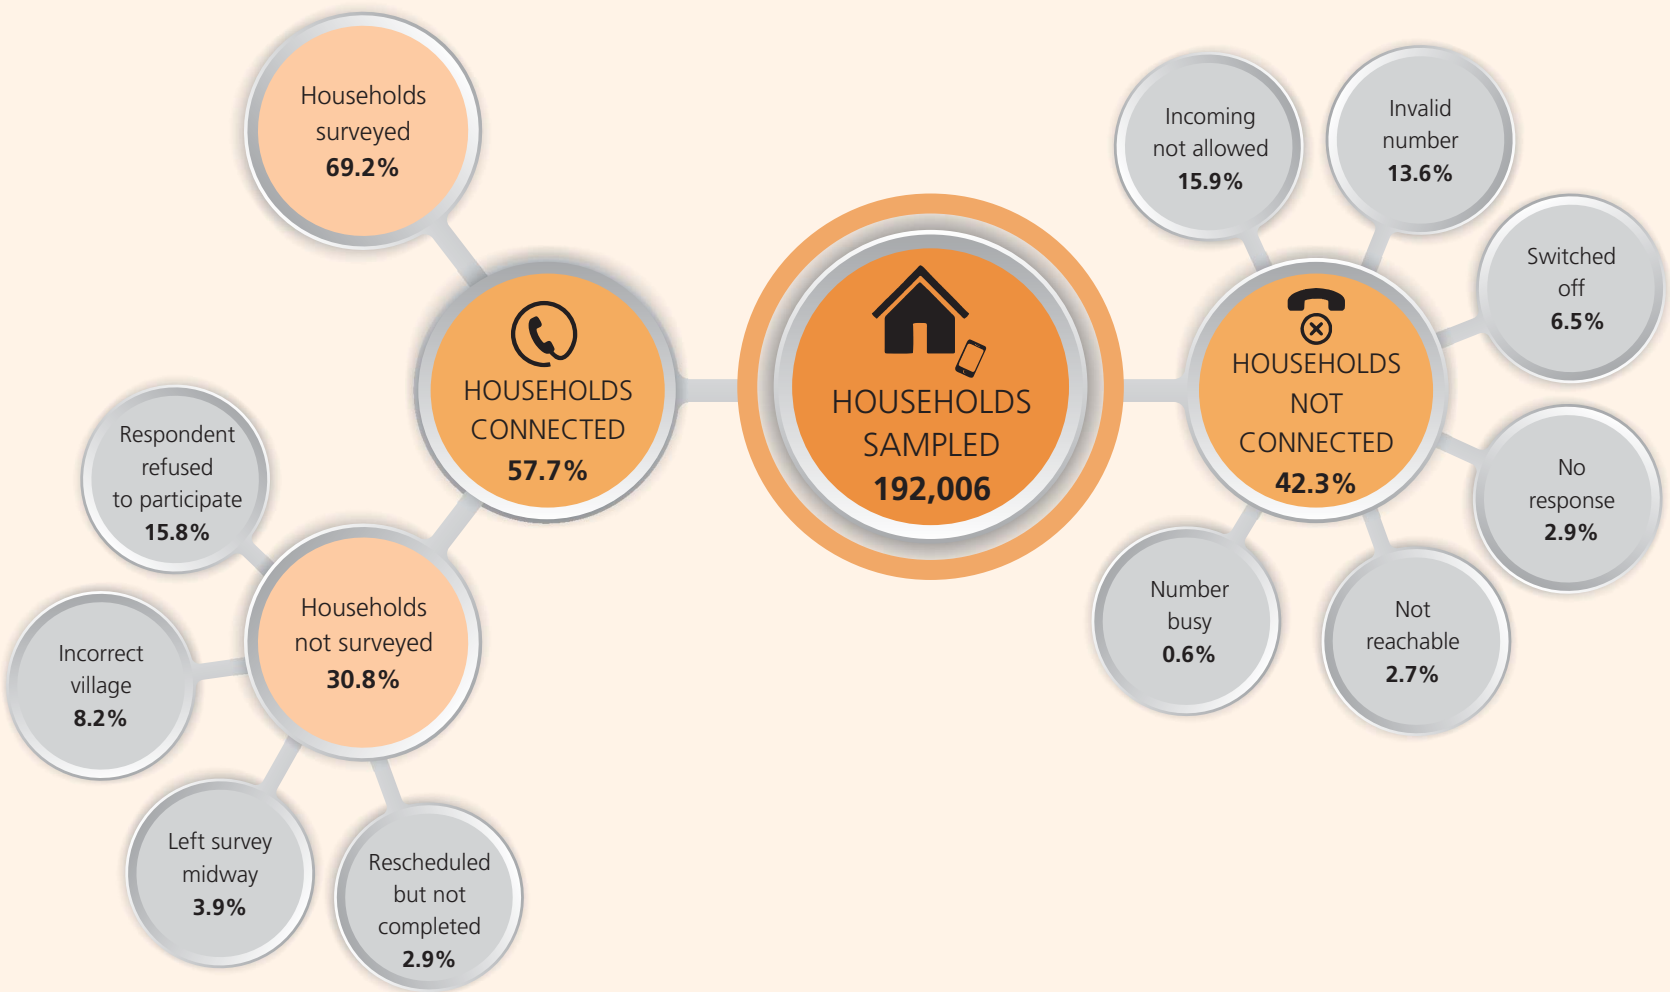 Households
surveyed
69.2%
HOUSEHOLDS
CONNECTED
57.7%
Respondent
refused
to participate
15.8%
Households
not surveyed
30.8%
Incorrect
village
8.2%
Left survey
midway
3.9%
Rescheduled
but not
completed
2.9%
HOUSEHOLDS
SAMPLED
192,006
HOUSEHOLDS
NOT
CONNECTED
42.3%
Incoming
not allowed
15.9%
Invalid
number
13.6%
Switched
off
6.5%
No
response
2.9%
Not
reachable
2.7%
Number
busy
0.6%